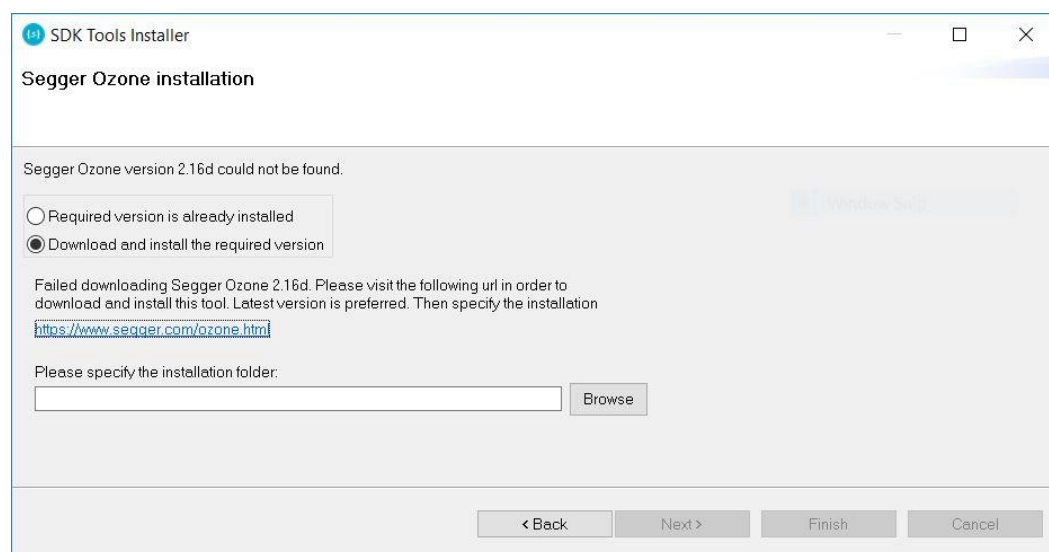 SDK Tools Installer
Segger Ozone installation
Segger Ozone version 2.16d could not be found.
Required version is already installed
Download and install the required version
Failed downloading Segger Ozone 2.16d. Please visit the following url in order to
download and install this tool. Latest version is preferred. Then specify the installation
https://www.segger.com/ozone.html
Please specify the installation folder:
Browse
< Back
Next >
Finish
Cancel